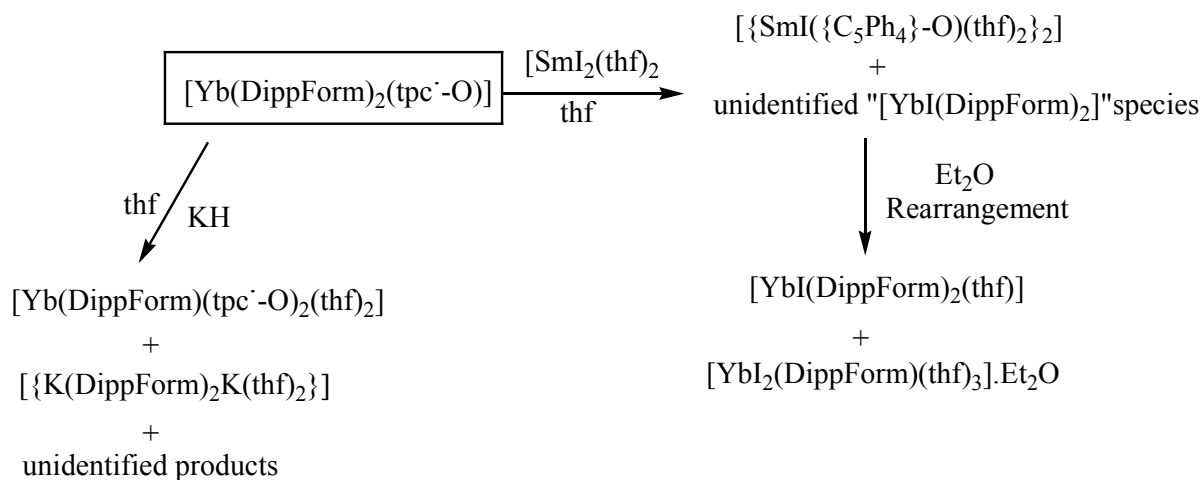 [Yb(DippForm)₂(tpc˙-O)]
[SmI₂(thf)₂
thf
[{SmI({C₅Ph₄}-O)(thf)₂}₂]
+
unidentified "[YbI(DippForm)₂]"species
Et₂O
Rearrangement
[YbI(DippForm)₂(thf)]
+
[YbI₂(DippForm)(thf)₃].Et₂O
thf
KH
[Yb(DippForm)(tpc˙-O)₂(thf)₂]
+
[{K(DippForm)₂K(thf)₂}]
+
unidentified products